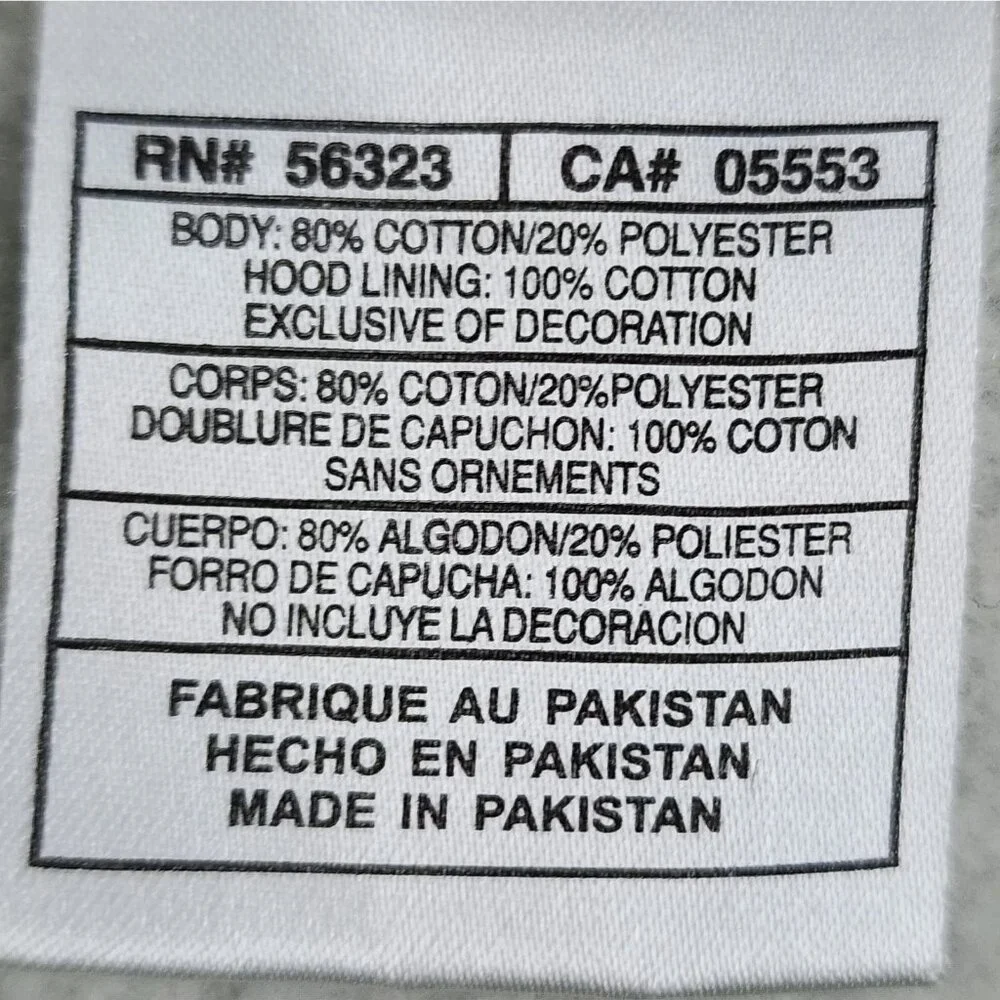 RN# 56323 CA# 05553
BODY: 80% COTTON/20% POLYESTER
HOOD LINING: 100% COTTON
EXCLUSIVE OF DECORATION
CORPS: 80% COTON/20%POLYESTER
DOUBLURE DE CAPUCHON: 100% COTON
SANS ORNEMENTS
CUERPO: 80% ALGODON/20% POLIESTER
FORRO DE CAPUCHA: 100% ALGODON
NO INCLUYE LA DECORACION
FABRIQUE AU PAKISTAN
HECHO EN PAKISTAN
MADE IN PAKISTAN